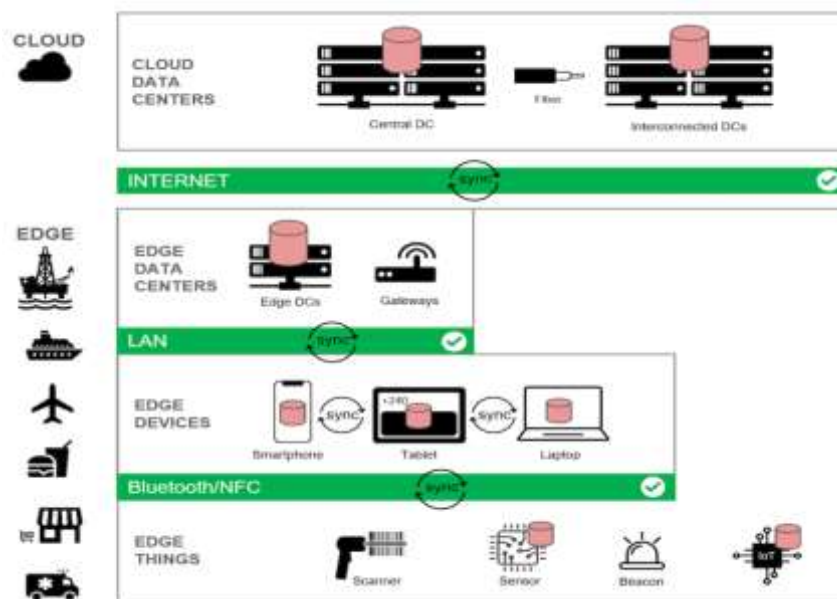 CLOUD
CLOUD
DATA
CENTERS
Central DC
Fiber
Interconnected DCs
INTERNET
sync
EDGE
EDGE
DATA
CENTERS
Edge DCs
Gateways
LAN
sync
EDGE
DEVICES
sync
sync
Smartphone
Tablet
Laptop
Bluetooth/NFC
sync
EDGE
THINGS
Scanner
Sensor
Beacon
IoT